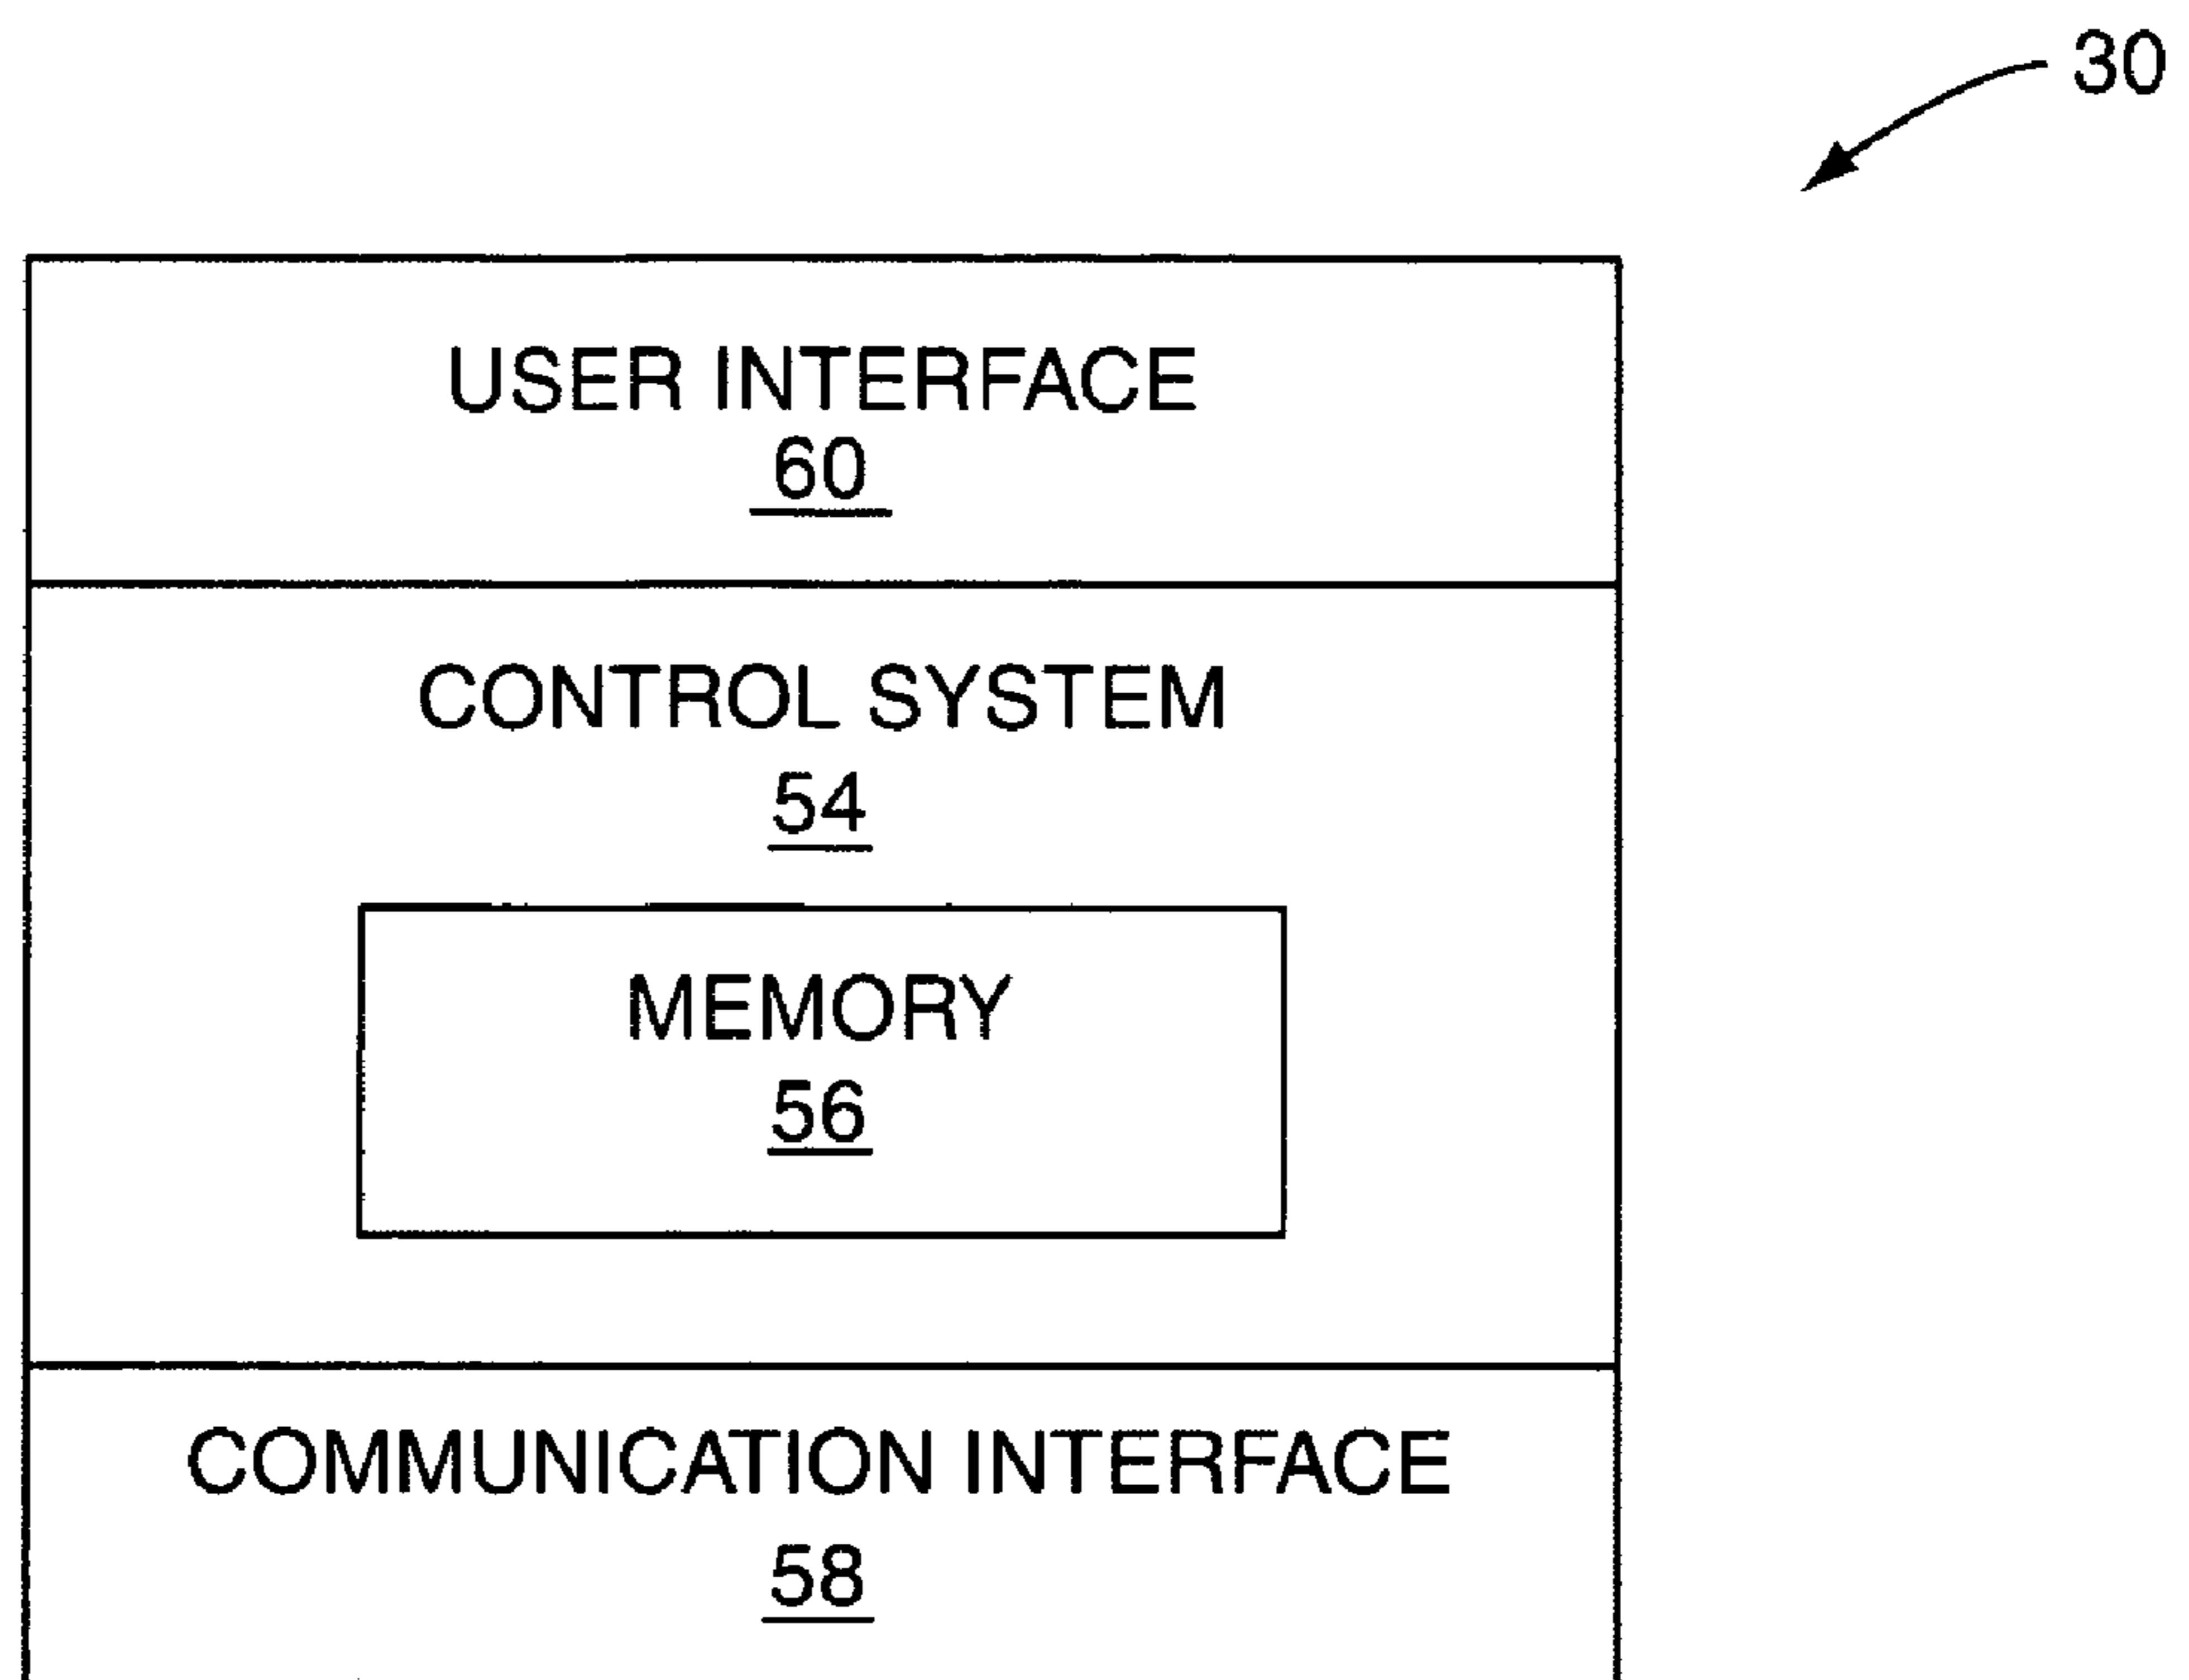 30
USER INTERFACE
60
CONTROL SYSTEM
54
MEMORY
56
COMMUNICATION INTERFACE
58